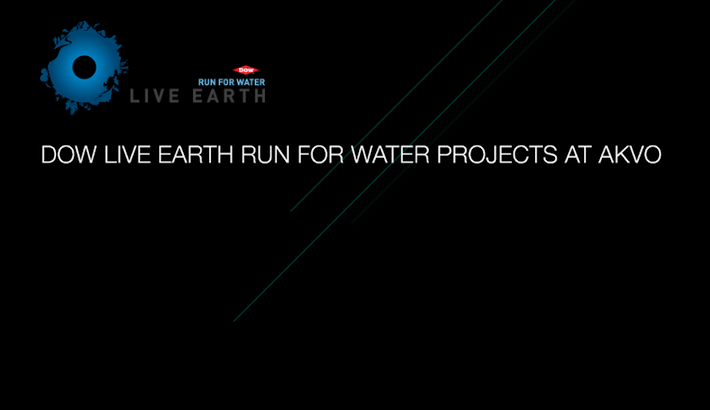 DOW
RUN FOR WATER
LIVE EARTH
DOW LIVE EARTH RUN FOR WATER PROJECTS AT AKVO